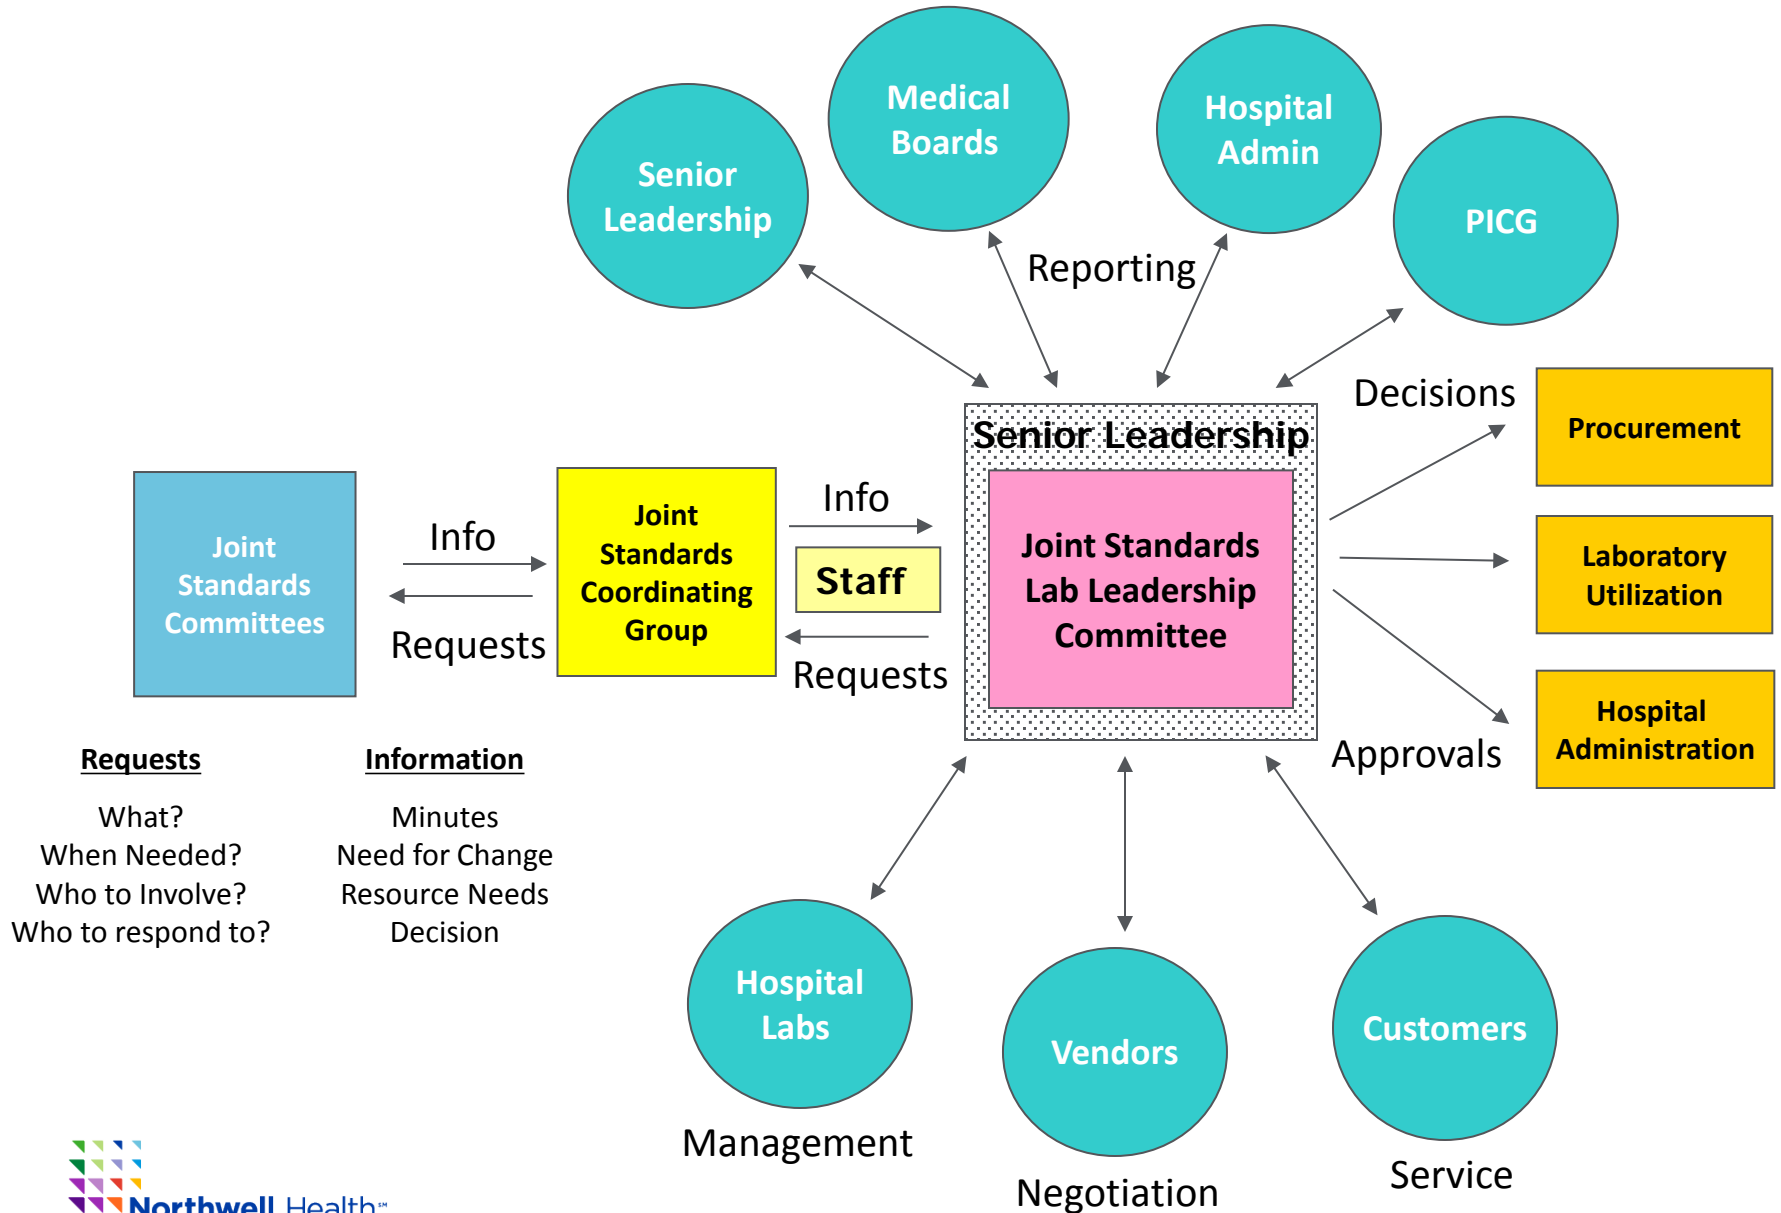 Medical
Boards
Hospital
Admin
Senior
Leadership
PICG
Reporting
Decisions
Procurement
Senior Leadership
Joint
Standards
Committees
Info
Requests
Joint
Standards
Coordinating
Group
Info
Staff
Requests
Joint Standards
Lab Leadership
Committee
Laboratory
Utilization
Approvals
Hospital
Administration
Requests
What?
When Needed?
Who to Involve?
Who to respond to?
Information
Minutes
Need for Change
Resource Needs
Decision
Hospital
Labs
Management
Vendors
Negotiation
Customers
Service
Northwell Health℠